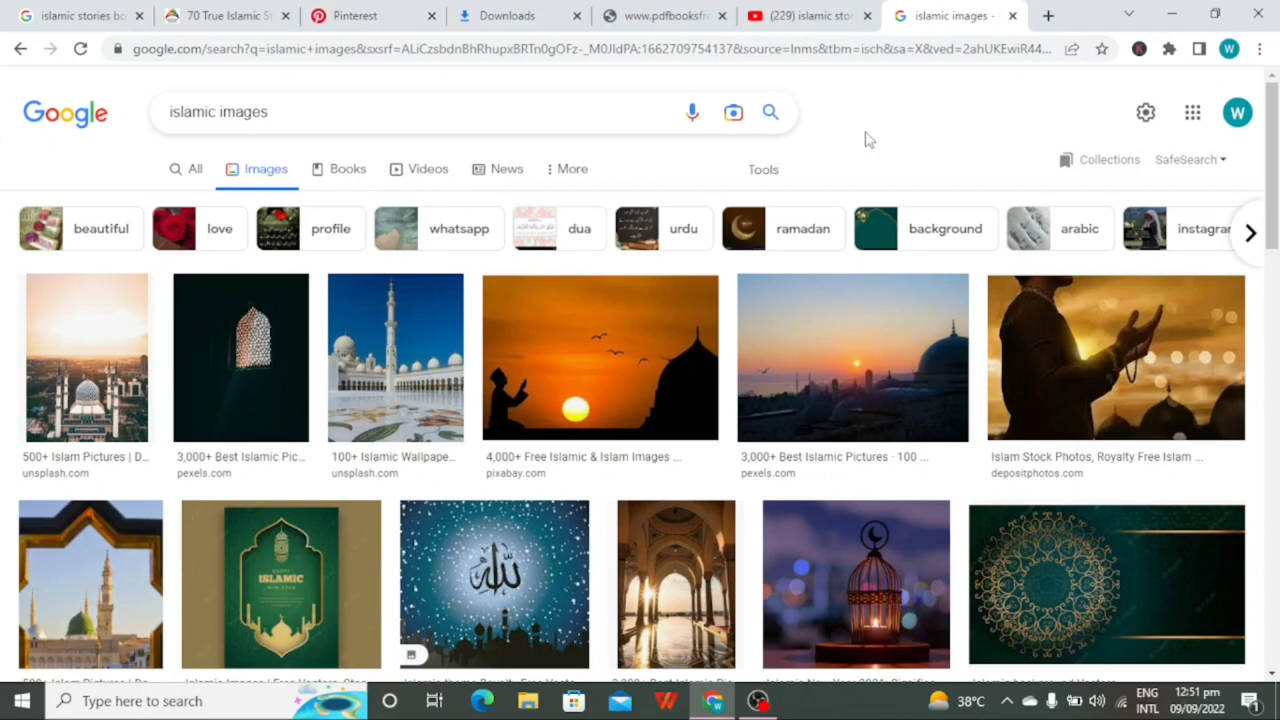 islamic stories bo
70 True Islamic St
Pinterest
Downloads
www.pdfbooksfre
(229) islamic stor
islamic images -
google.com/search?q=islamic+images&sxsrf=ALiCzsbdnBhRhupxBRTn0gOFz-_M0JIdPA:1662709754137&source=lnms&tbm=isch&sa=X&ved=2ahUKEwiR44...
W
Google
islamic images
W
All
Images
Books
Videos
News
More
Tools
Collections
SafeSearch
beautiful
love
profile
whatsapp
dua
urdu
ramadan
background
arabic
instagram
500+ Islam Pictures | D...
3,000+ Best Islamic Pic...
100+ Islamic Wallpape...
4,000+ Free Islamic & Islam Images ...
3,000+ Best Islamic Pictures · 100 ...
Islam Stock Photos, Royalty Free Islam ...
unsplash.com
pexels.com
unsplash.com
pixabay.com
pexels.com
depositphotos.com
ISLAMIC
الله
Type here to search
38°C
ENG
INTL
12:51 pm
09/09/2022
1